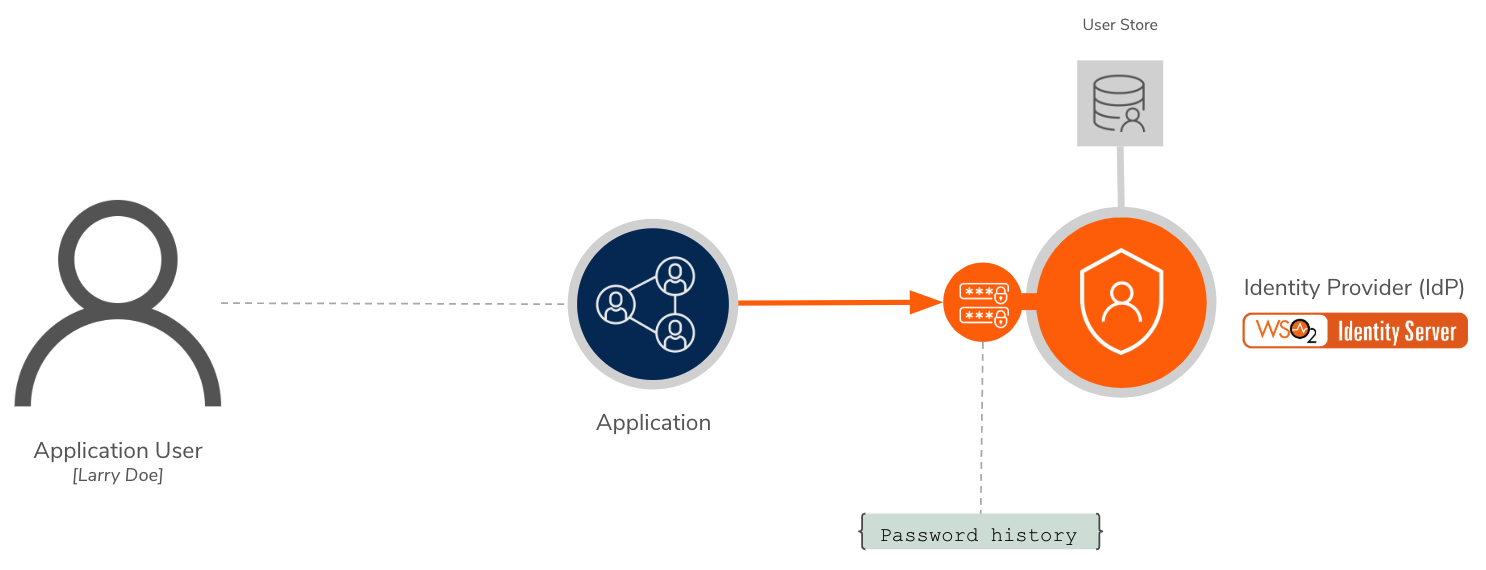 User Store
Identity Provider (IdP)
WSO2 Identity Server
***
***
Application
Application User
[Larry Doe]
{Password history}